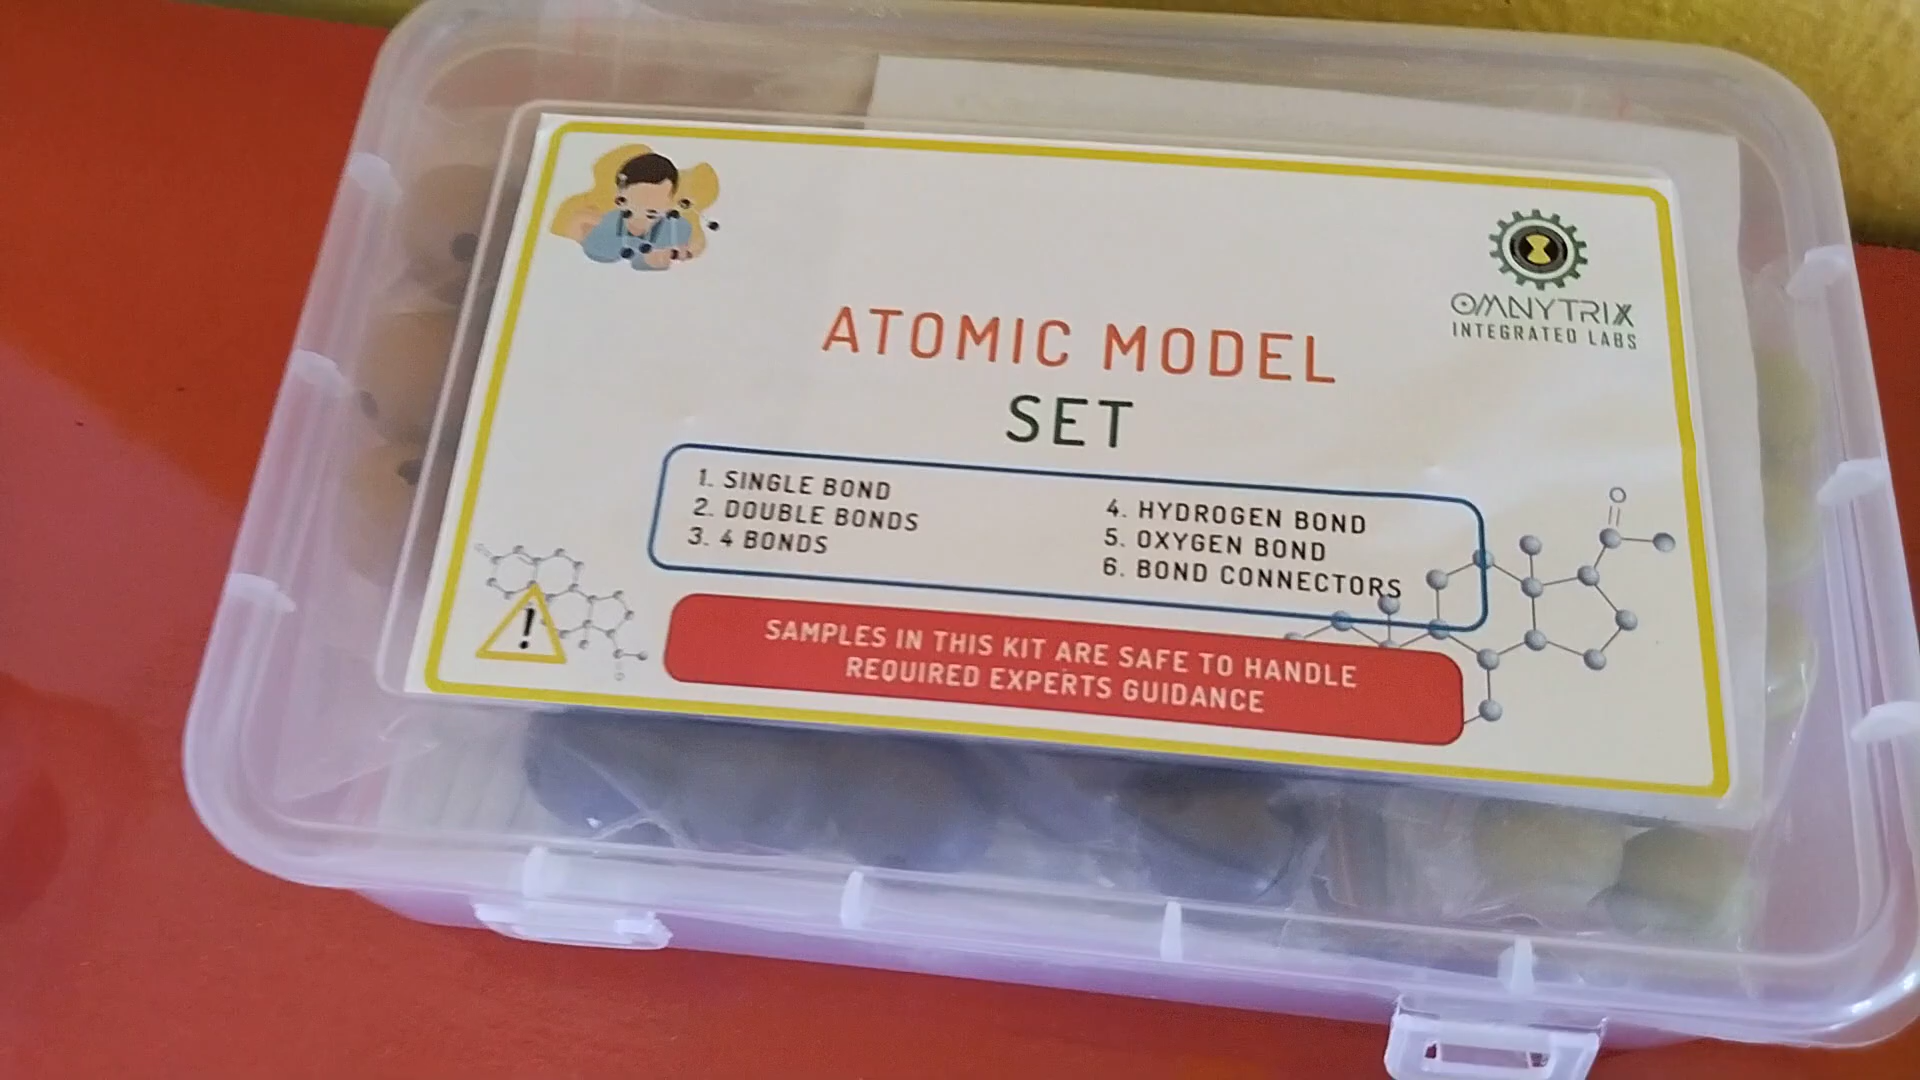 OMNYTRIX
INTEGRATED LABS
ATOMIC MODEL
SET
1. SINGLE BOND
2. DOUBLE BONDS
3. 4 BONDS
4. HYDROGEN BOND
5. OXYGEN BOND
6. BOND CONNECTORS
!
SAMPLES IN THIS KIT ARE SAFE TO HANDLE
REQUIRED EXPERTS GUIDANCE
O